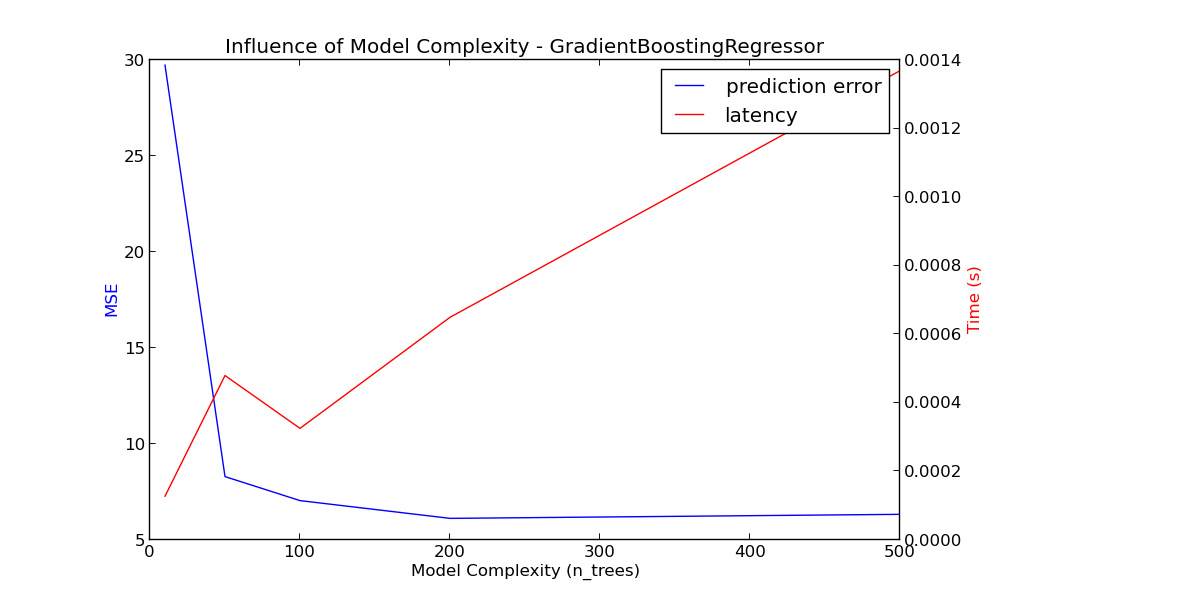 Influence of Model Complexity - GradientBoostingRegressor
prediction error
latency
30
25
20
15
10
5
MSE
0.0014
0.0012
0.0010
0.0008
0.0006
0.0004
0.0002
0.0000
Time (s)
0 100 200 300 400 500
Model Complexity (n_trees)